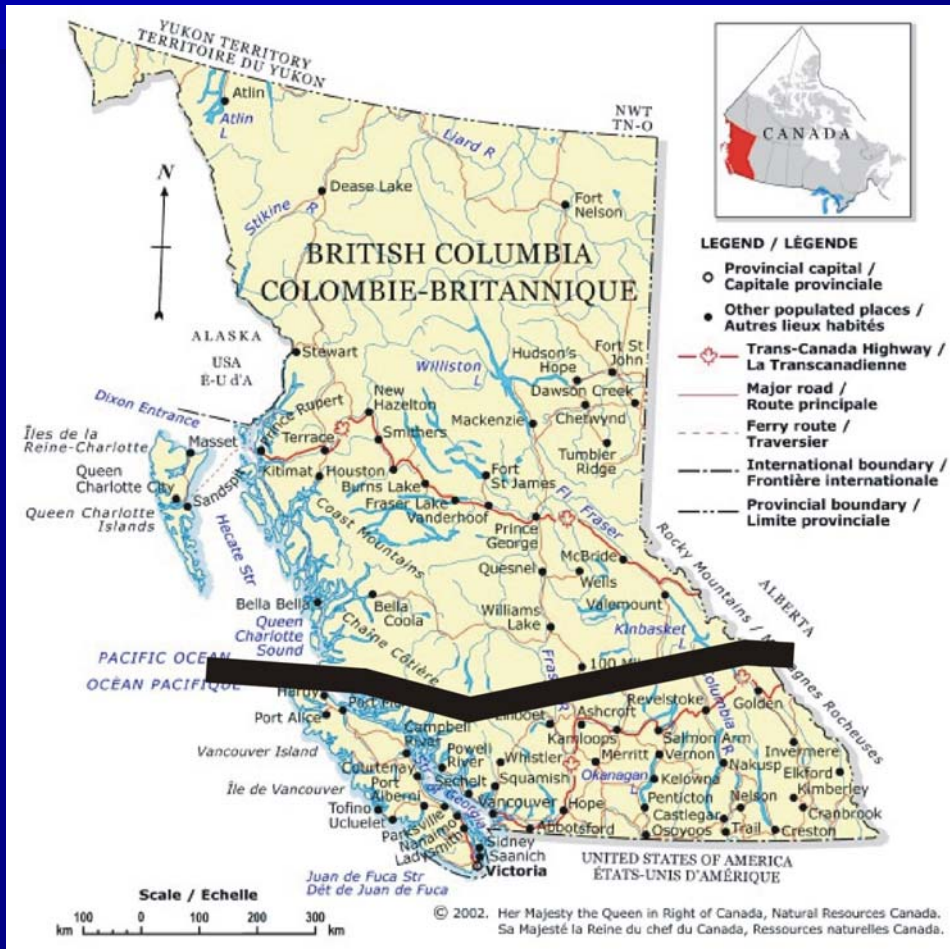 YUKON TERRITORY
TERRITOIRE DU YUKON
NWT
TN-O
Atlin
Atlin
L
Liard R
Dease Lake
Stikine R
Fort
Nelson
N
BRITISH COLUMBIA
COLOMBIE-BRITANNIQUE
ALASKA
USA
É-U d'A
Stewart
Williston
L
Hudson's
Hope
Fort St
John
Dawson Creek
Chetwynd
Mackenzie
Tumbler
Ridge
Dixon Entrance
Prince Rupert
New
Hazelton
Terrace
Smithers
Îles de la
Reine-Charlotte
Masset
Queen
Charlotte City
Sandspit
Queen Charlotte
Islands
Kitimat
Houston
Burns Lake
Fort
St James
Fraser Lake
Vanderhoof
Prince
George
Fraser
Hecate Str
Coast Mountains
McBride
Quesnel
Wells
Rocky Mountains /
ALBERTA
Bella Bella
Bella
Coola
Queen
Charlotte
Sound
Chaîne Côtière
Williams
Lake
Valemount
Kinbasket
L
PACIFIC OCEAN
OCÉAN PACIFIQUE
100
Hardy
Port Alice
Port
Campbell
River
Revelstoke
Columbia R
Golden
Rocheuses
Ashcroft
Kamloops
Salmon Arm
Vancouver Island
Powell
River
Whistler
Merritt
Vernon
Nakusp
Invermere
Courtenay
Sechelt
Squamish
Okanagan
L
Kelowna
Elkford
Île de Vancouver
Port
Alberni
Str of Georgia
Kimberley
Tofino
Ucluelet
Parksville
Nanaimo
Ladysmith
Vancouver
Hope
Penticton
Nelson
Cranbrook
Castlegar
Abbotsford
Osoyoos
Trail
Creston
Sidney
Saanich
Victoria
UNITED STATES OF AMERICA
ÉTATS-UNIS D'AMÉRIQUE
Juan de Fuca Str
Dét de Juan de Fuca
Scale / Echelle
100 0 100 200 300
km km
CANADA
LEGEND / LÉGENDE
Provincial capital /
Capitale provinciale
Other populated places /
Autres lieux habités
Trans-Canada Highway /
La Transcanadienne
Major road /
Route principale
Ferry route /
Traversier
International boundary /
Frontière internationale
Provincial boundary /
Limite provinciale
© 2002. Her Majesty the Queen in Right of Canada, Natural Resources Canada.
Sa Majesté la Reine du chef du Canada, Ressources naturelles Canada.